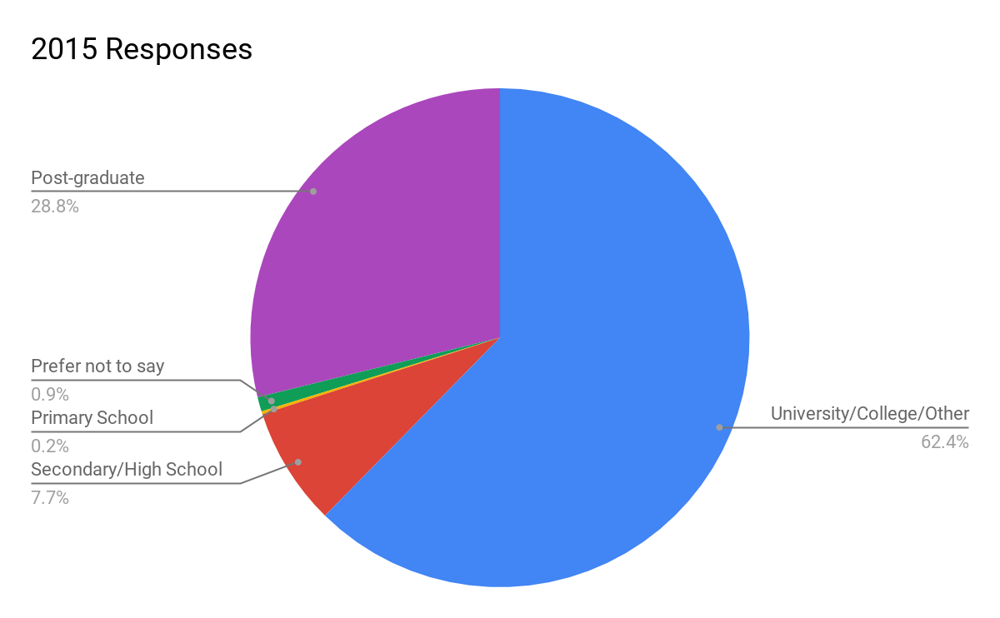 2015 Responses
Post-graduate
28.8%
Prefer not to say
0.9%
Primary School
0.2%
Secondary/High School
7.7%
University/College/Other
62.4%